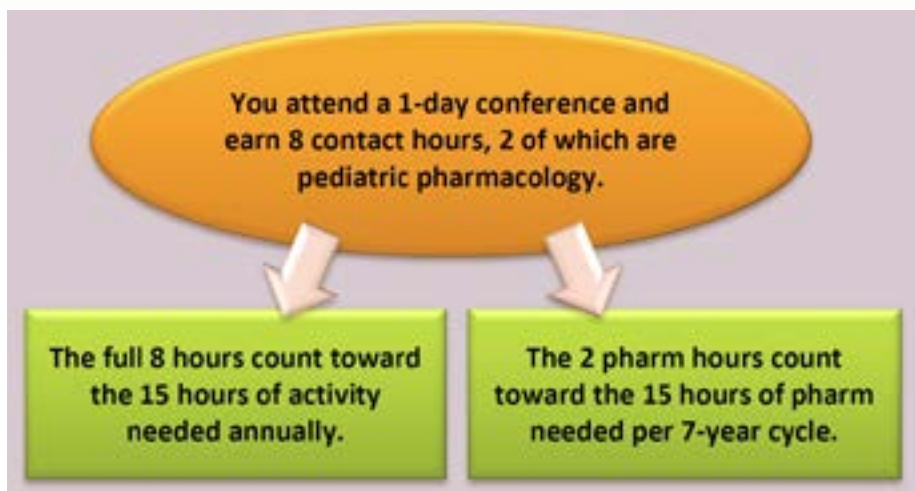 You attend a 1-day conference and
earn 8 contact hours, 2 of which are
pediatric pharmacology.
The full 8 hours count toward
the 15 hours of activity
needed annually.
The 2 pharm hours count
toward the 15 hours of pharm
needed per 7-year cycle.